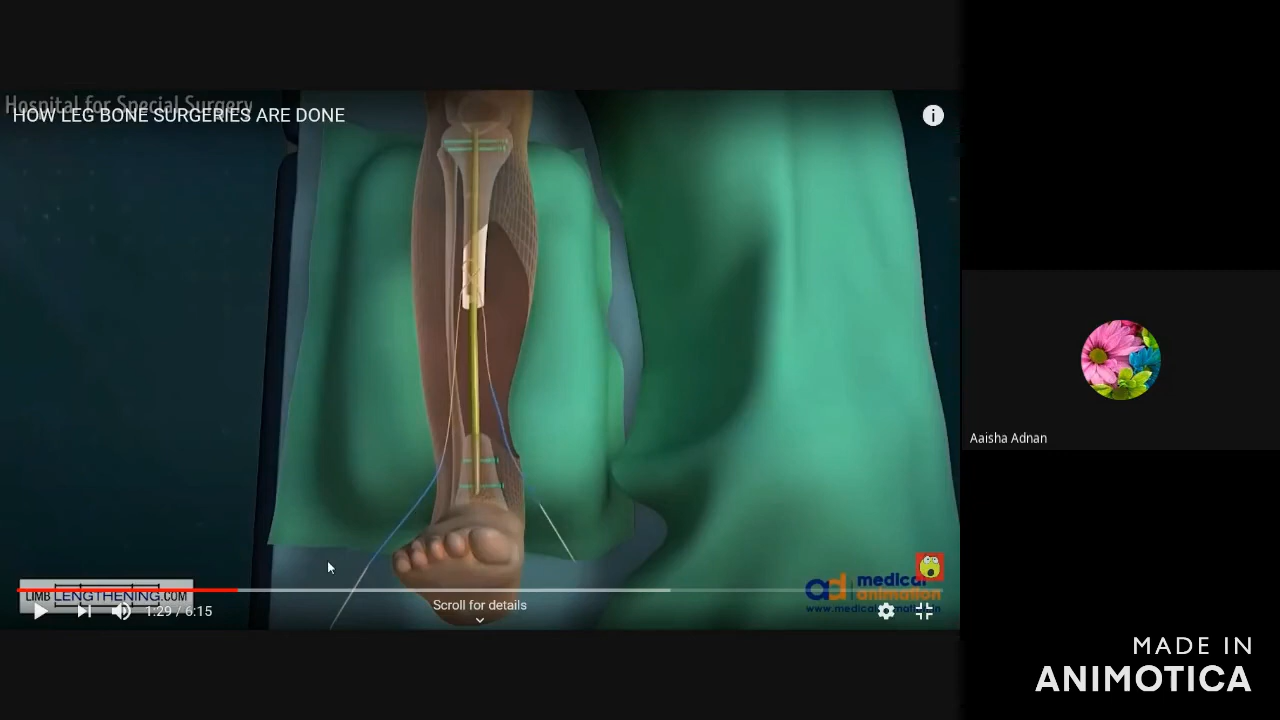 Hospital for Special Surgery
HOW LEG BONE SURGERIES ARE DONE
i
Aaisha Adnan
LIMB LENGTHENING.COM
1:29 / 6:15
Scroll for details
ad medical
animation
MADE IN
ANIMOTICA